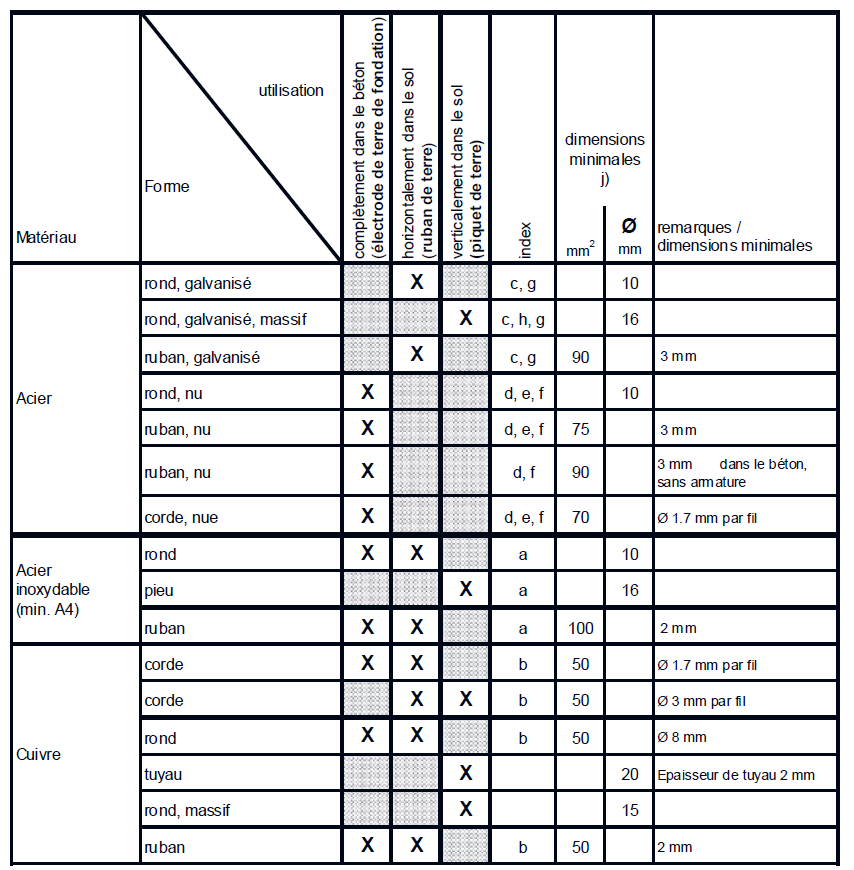 utilisation
Forme
Matériau
complètement dans le béton
(électrode de terre de fondation)
horizontalement dans le sol
(ruban de terre)
verticalement dans le sol
(piquet de terre)
index
dimensions
minimales
j)
mm²
Ø
mm
remarques /
dimensions minimales
Acier
rond, galvanisé X c, g 10
rond, galvanisé, massif X c, h, g 16
ruban, galvanisé X c, g 90 3 mm
rond, nu X d, e, f 10
ruban, nu X d, e, f 75 3 mm
ruban, nu X d, f 90 3 mm dans le béton,
sans armature
corde, nue X d, e, f 70 Ø 1.7 mm par fil
Acier
inoxydable
(min. A4)
rond X X a 10
pieu X a 16
ruban X X a 100 2 mm
Cuivre
corde X X b 50 Ø 1.7 mm par fil
corde X X b 50 Ø 3 mm par fil
rond X X b 50 Ø 8 mm
tuyau X 20 Epaisseur de tuyau 2 mm
rond, massif X 15
ruban X X b 50 2 mm